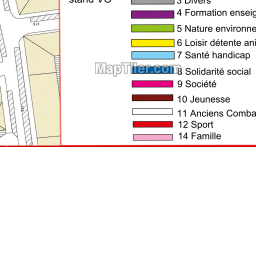 stand VO
3 Divers
4 Formation enseig
5 Nature environne
6 Loisir détente ani
7 Santé handicap
MapTiler.com
8 Solidarité social
9 Société
10 Jeunesse
11 Anciens Comba
12 Sport
14 Famille